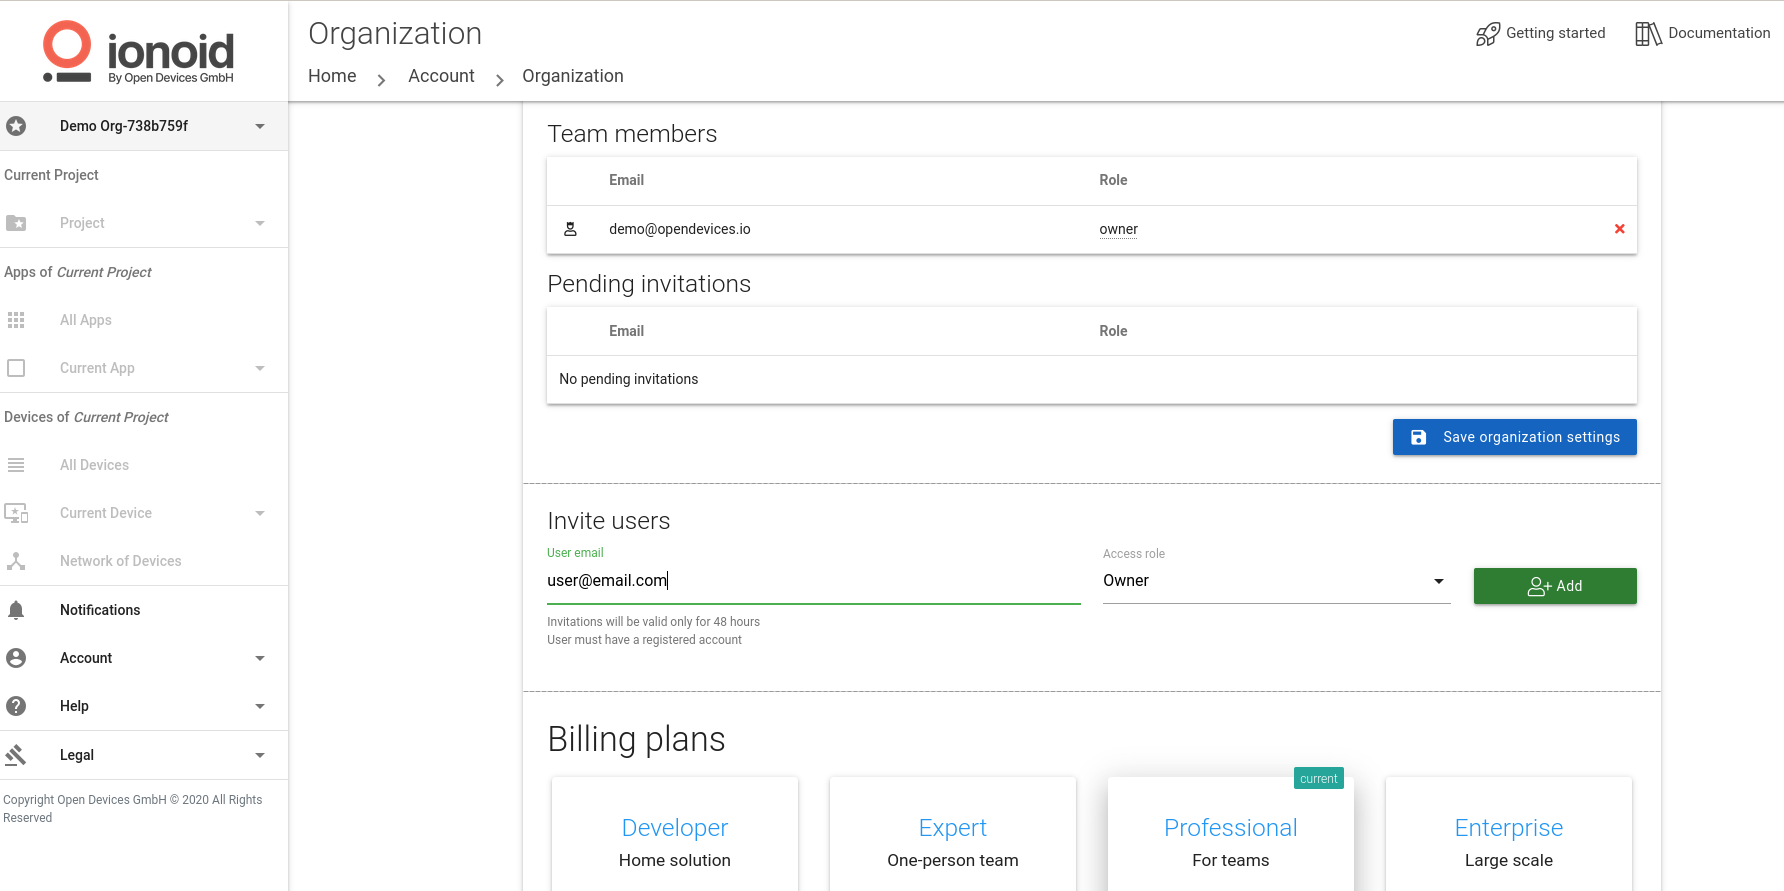 ionoid
By Open Devices GmbH
Demo Org-738b759f
Current Project
Project
Apps of Current Project
All Apps
Current App
Devices of Current Project
All Devices
Current Device
Network of Devices
Notifications
Account
Help
Legal
Copyright Open Devices GmbH © 2020 All Rights
Reserved
Organization
Home > Account > Organization
Getting started
Documentation
Team members
Email Role
demo@opendevices.io owner
Pending invitations
Email Role
No pending invitations
Save organization settings
Invite users
User email
user@email.com
Invitations will be valid only for 48 hours
User must have a registered account
Access role
Owner
Add
Billing plans
Developer
Home solution
Expert
One-person team
current
Professional
For teams
Enterprise
Large scale